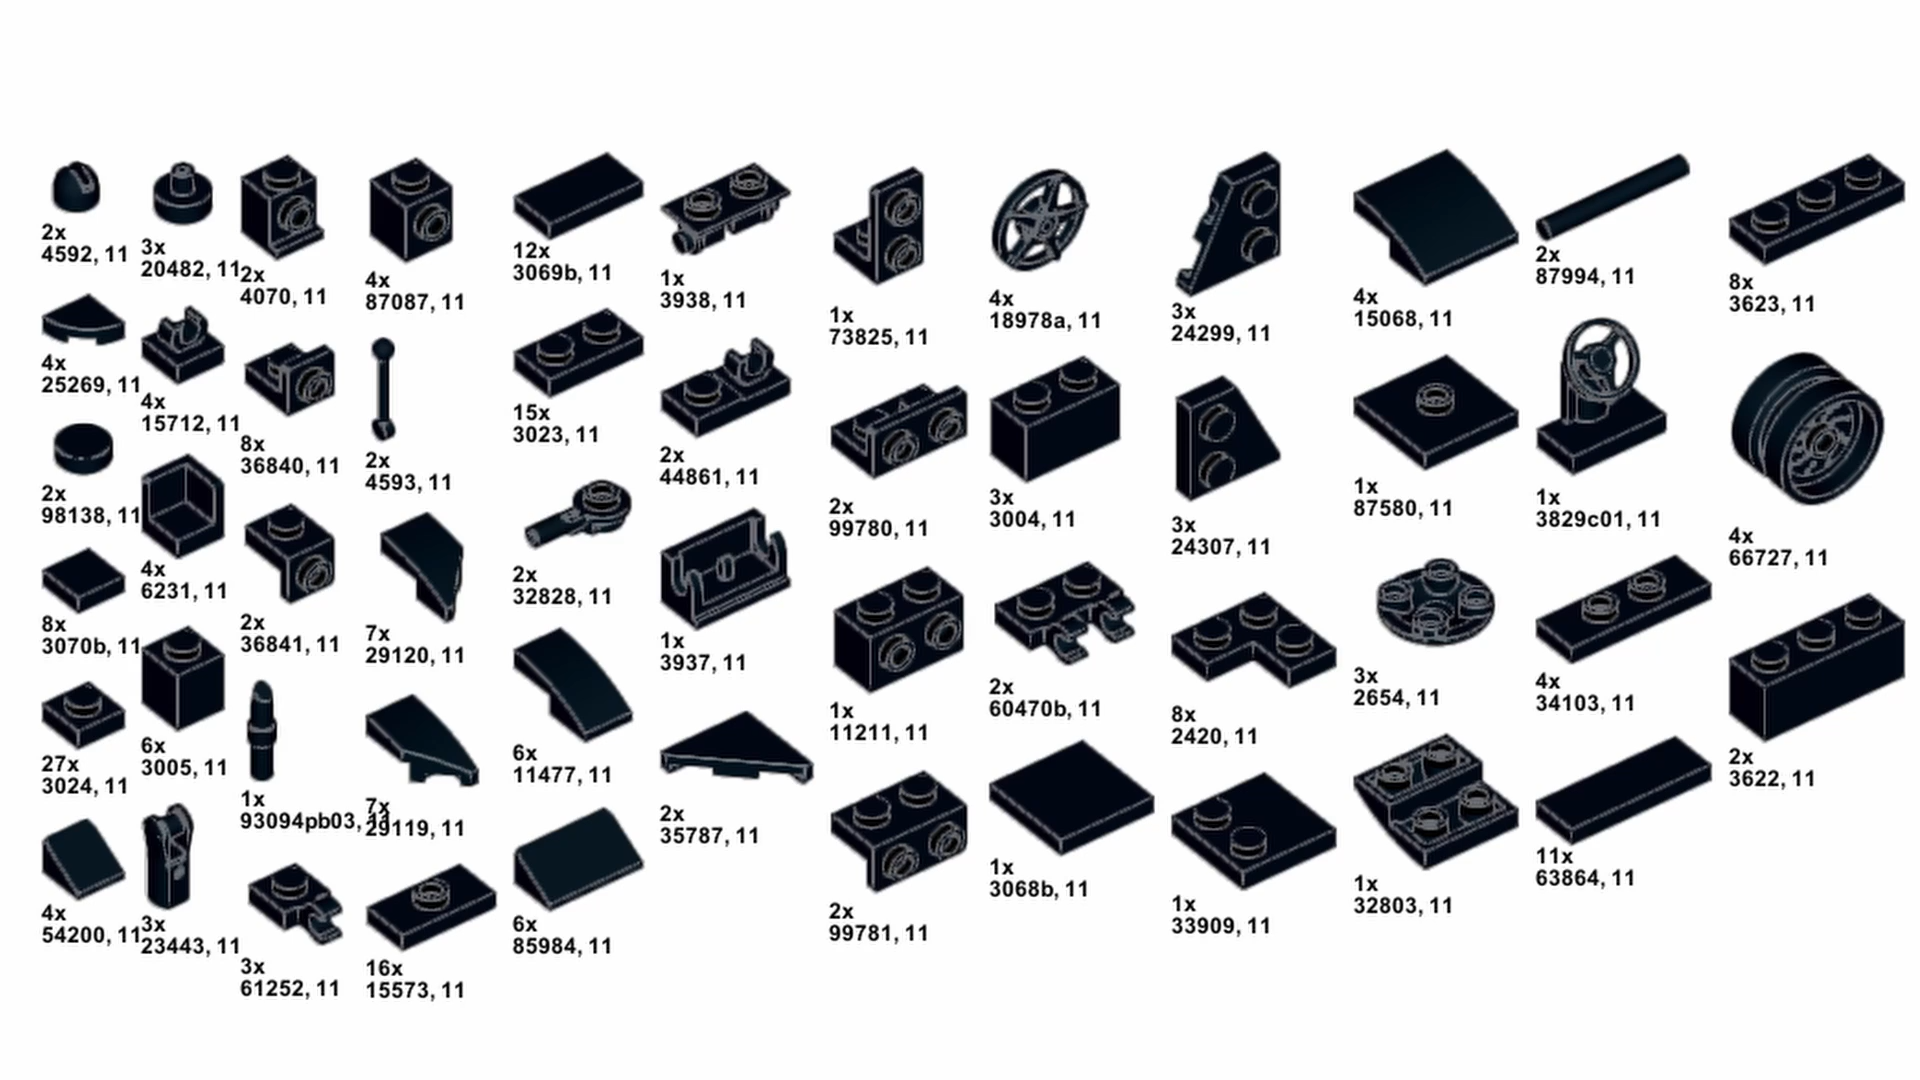 2x
4592, 11
4x
25269, 11
2x
98138, 11
8x
3070b, 11
27x
3024, 11
4x
54200, 11
3x
20482, 11
4x
15712, 11
4x
6231, 11
6x
3005, 11
3x
23443, 11
2x
4070, 11
8x
36840, 11
2x
36841, 11
1x
93094pb03, 11
3x
61252, 11
4x
87087, 11
2x
4593, 11
7x
29120, 11
7x
29119, 11
16x
15573, 11
12x
3069b, 11
15x
3023, 11
2x
32828, 11
6x
11477, 11
6x
85984, 11
1x
3938, 11
2x
44861, 11
1x
3937, 11
2x
35787, 11
1x
73825, 11
2x
99780, 11
1x
11211, 11
2x
99781, 11
4x
18978a, 11
3x
3004, 11
2x
60470b, 11
1x
3068b, 11
3x
24299, 11
3x
24307, 11
8x
2420, 11
1x
33909, 11
4x
15068, 11
1x
87580, 11
3x
2654, 11
1x
32803, 11
2x
87994, 11
1x
3829c01, 11
4x
34103, 11
11x
63864, 11
8x
3623, 11
4x
66727, 11
2x
3622, 11